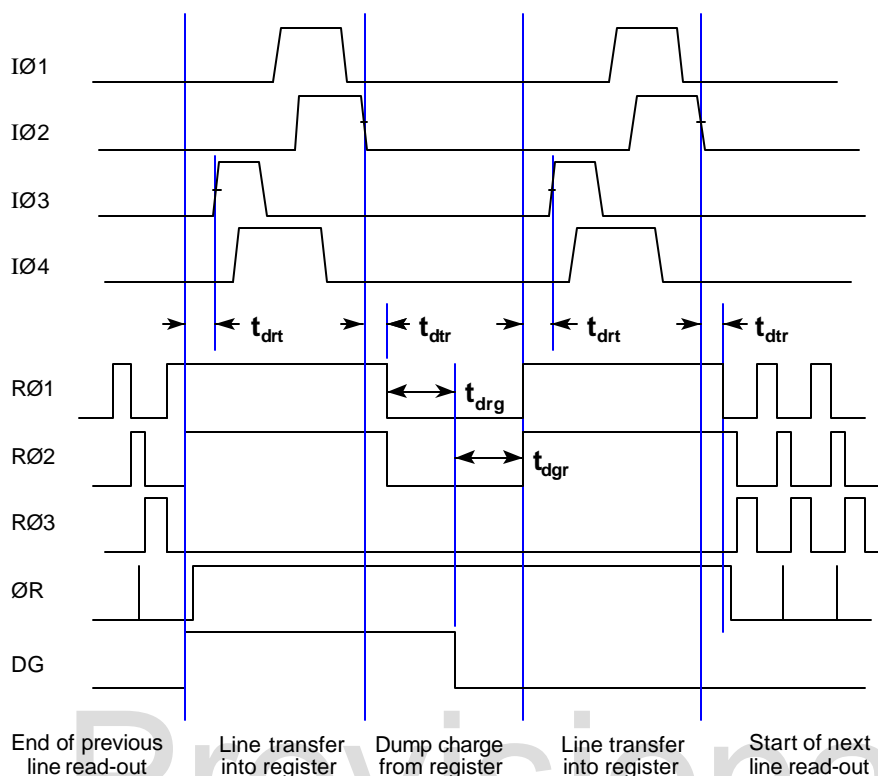 IØ1
IØ2
IØ3
IØ4
t_drt t_dtr t_drt t_dtr
RØ1
t_drg
RØ2
t_dgr
RØ3
ØR
DG
End of previous line read-out
Line transfer into register
Dump charge from register
Line transfer into register
Start of next line read-out